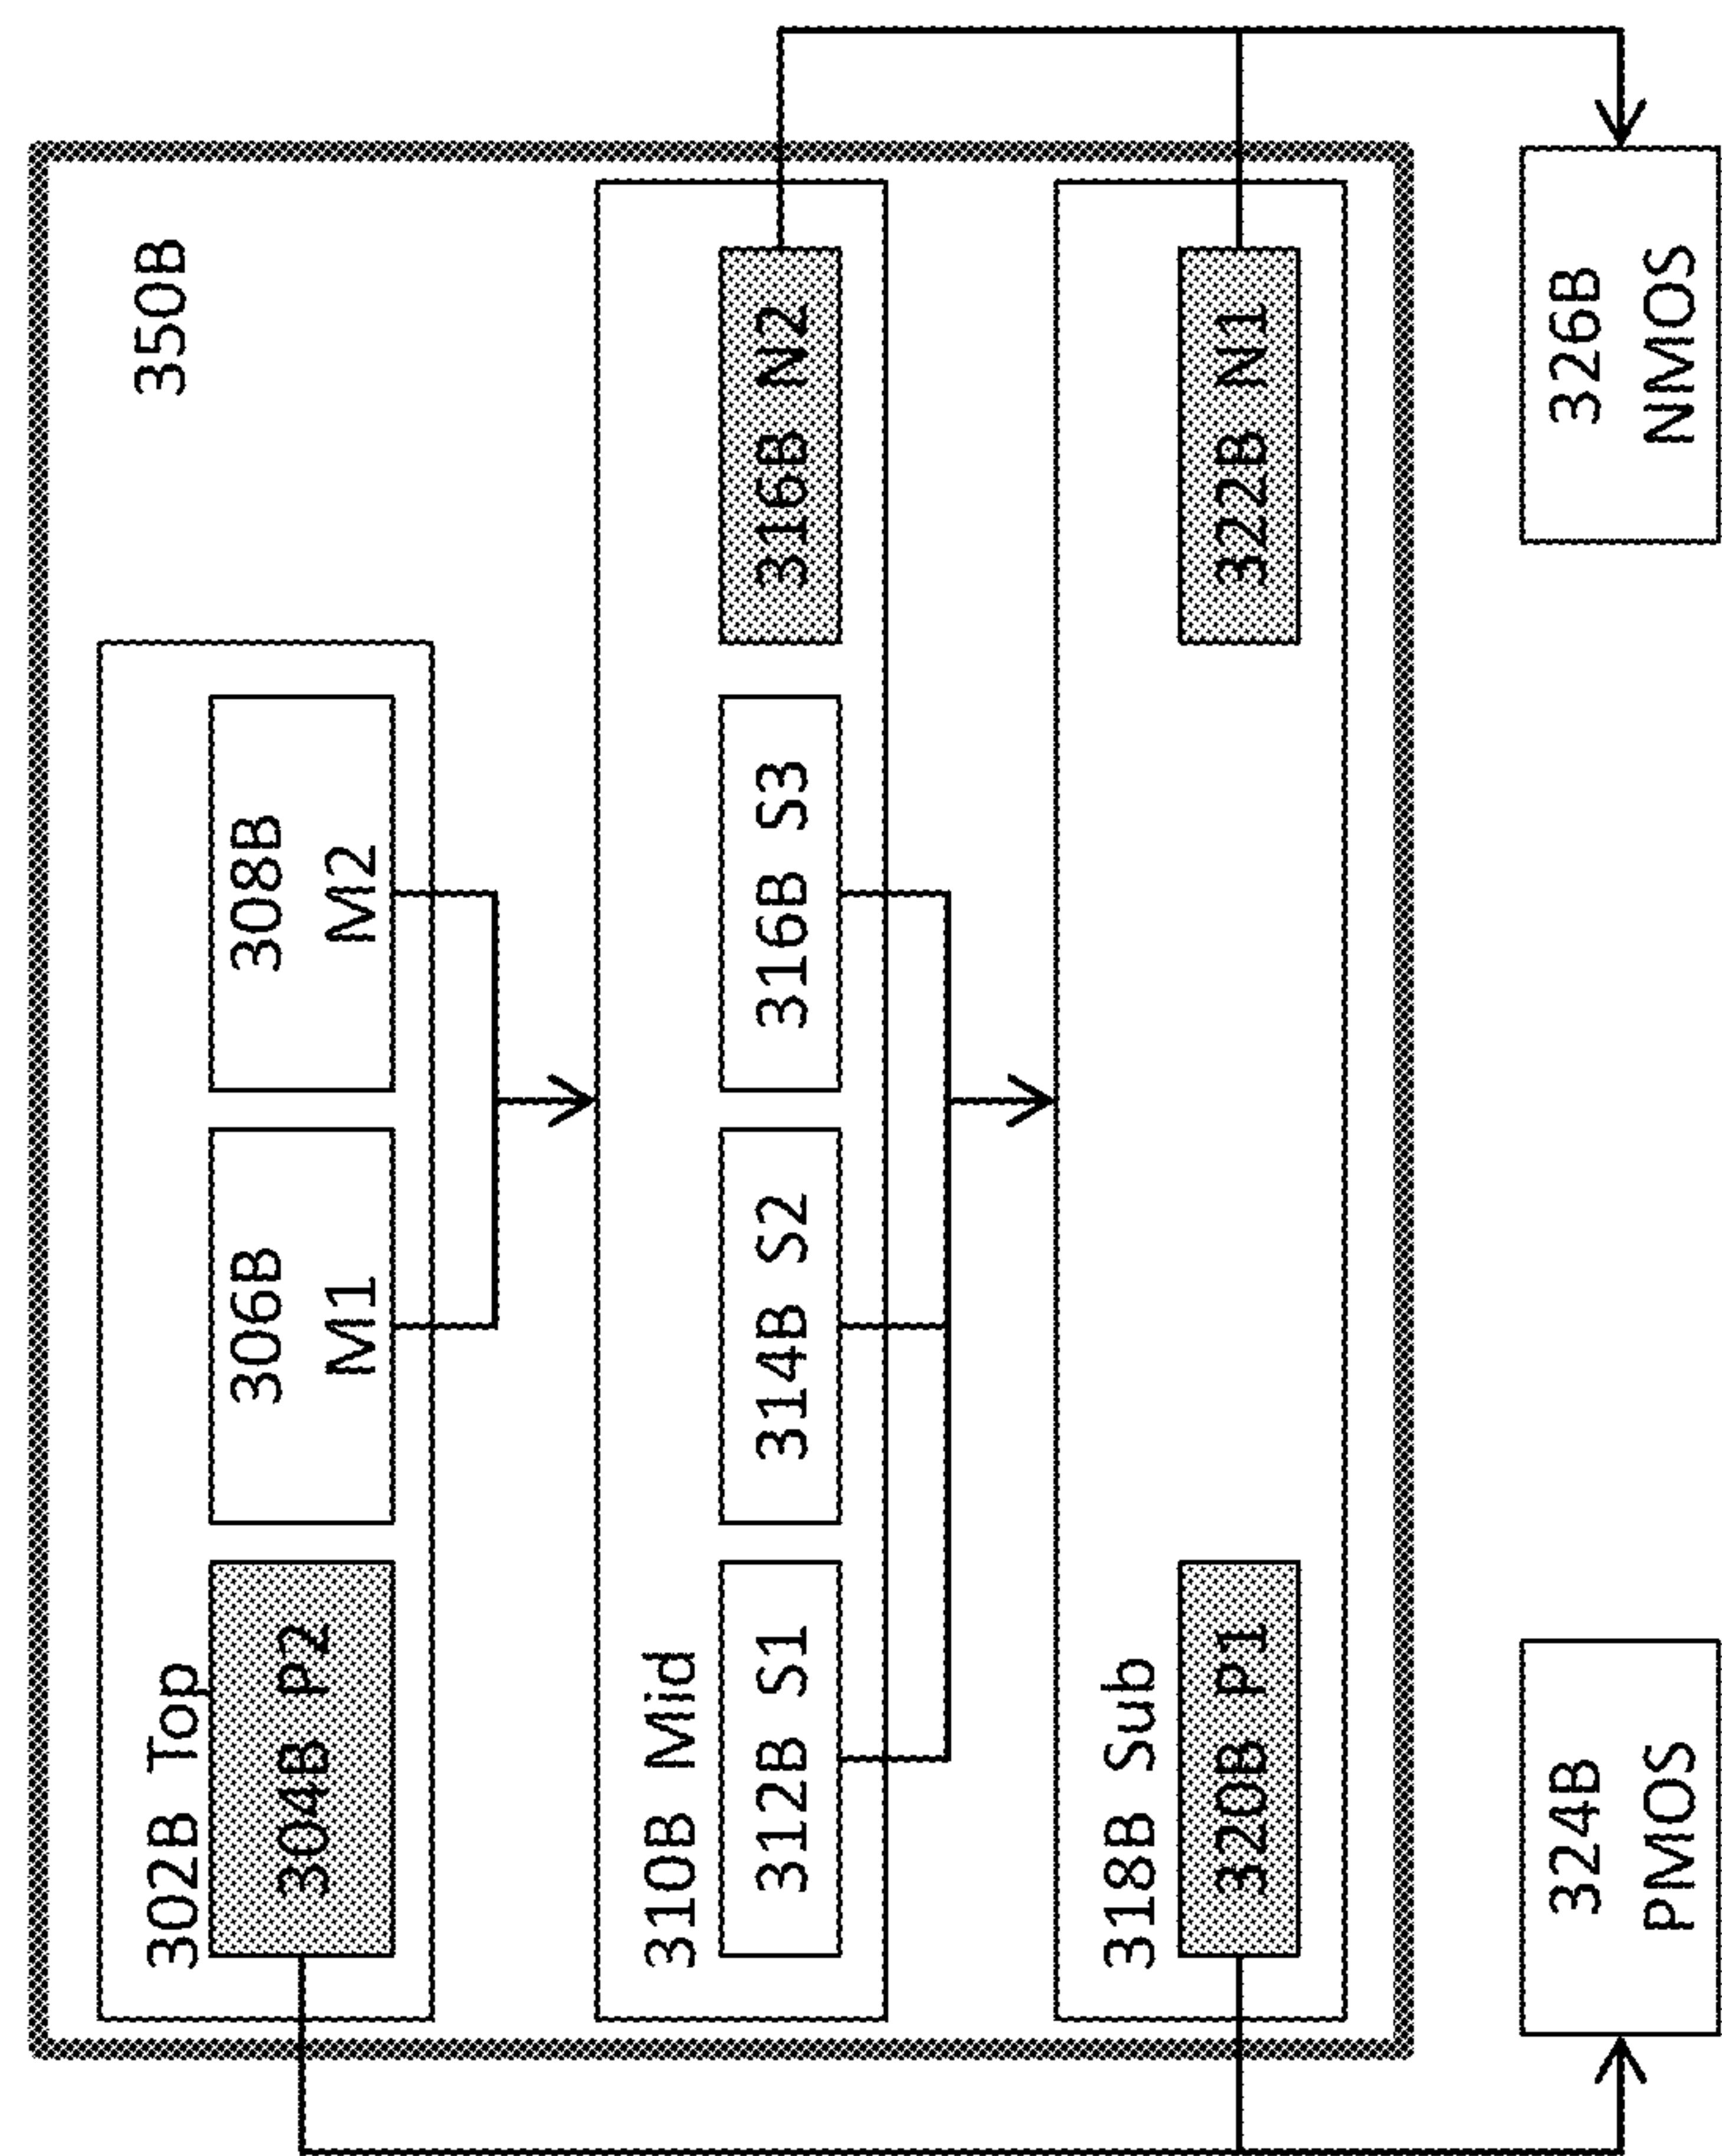 350B
302B Top
304B P2
306B
M1
308B
M2
310B Mid
312B S1
314B S2
316B S3
316B N2
318B Sub
320B P1
322B N1
324B
PMOS
326B
NMOS